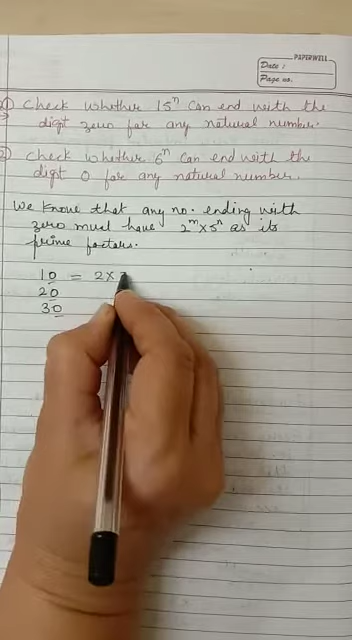 PAPERWELL
Date :
Page no.
1) Check whether 15ⁿ can end with the
digit zero for any natural number.
2) Check whether 6ⁿ can end with the
digit 0 for any natural number.
We know that any no. ending with
zero must have 2ᵐ×5ⁿ as its
prime factors.
10 = 2×
20
30